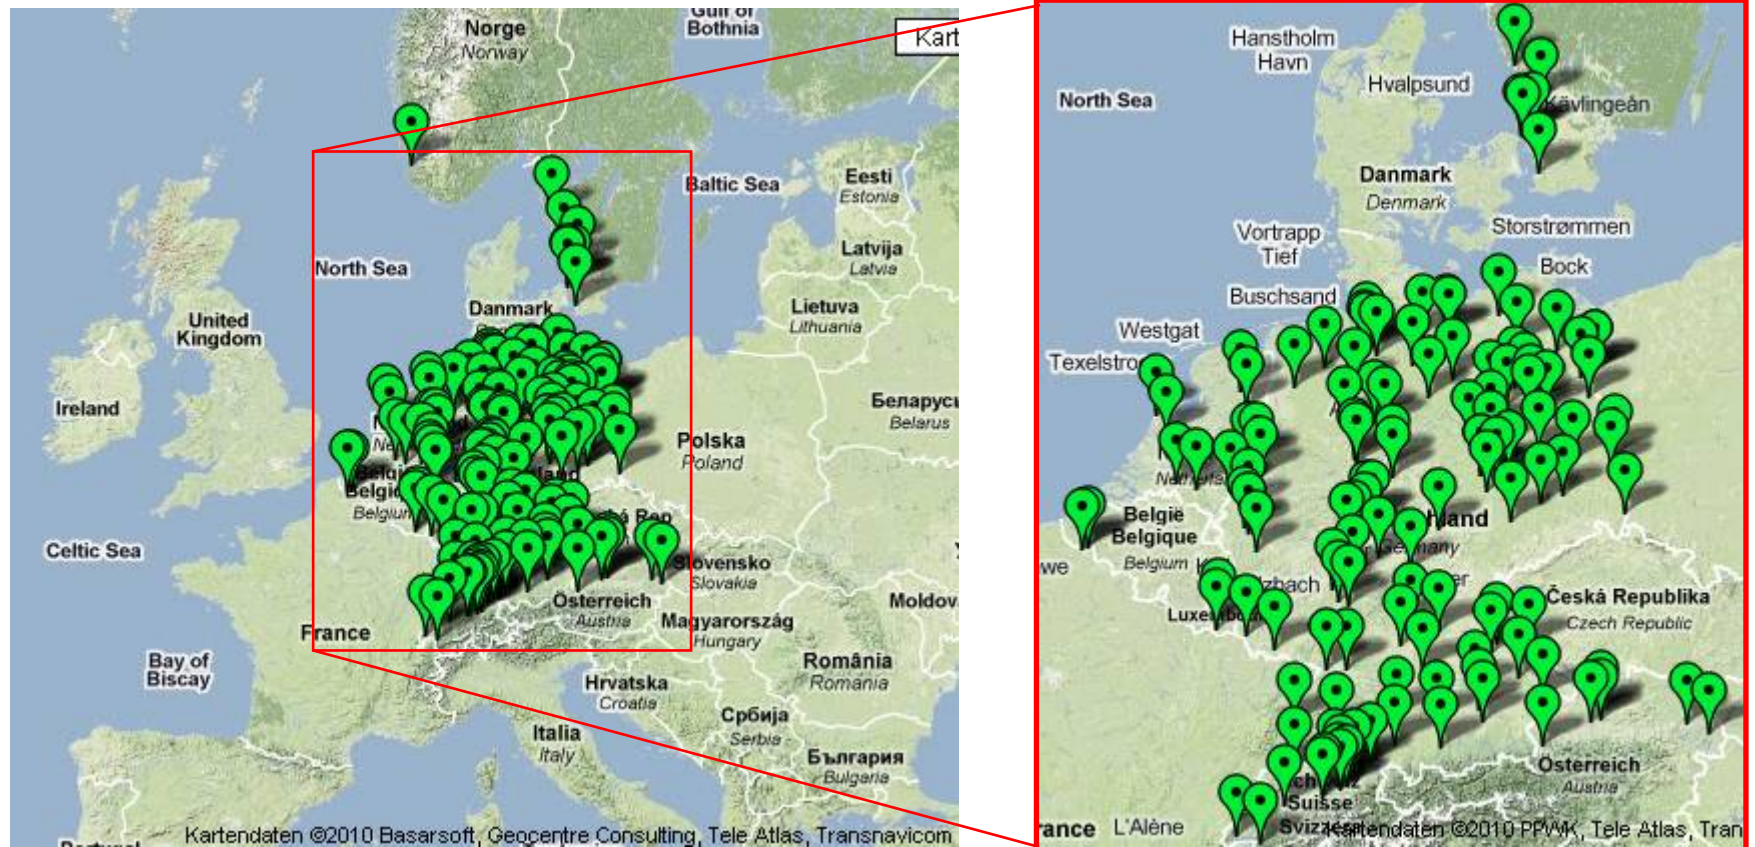 Gulf of
Bothnia
Norge
Norway
Kart
Baltic Sea
Eesti
Estonia
North Sea
Latvija
Latvia
Danmark
Lietuva
Lithuania
United
Kingdom
Ireland
Беларусь
Belarus
Polska
Poland
Belgium
Celtic Sea
Slovensko
Slovakia
Österreich
Austria
Moldov
France
Magyarország
Hungary
Bay of
Biscay
România
Romania
Hrvatska
Croatia
Србија
Serbia
Italia
Italy
България
Bulgaria
Kartendaten ©2010 Basarsoft, Geocentre Consulting, Tele Atlas, Transnavicom
Hanstholm
Havn
Hvalpsund
North Sea
Kävlingeån
Danmark
Denmark
Storstrømmen
Vortrapp
Tief
Bock
Buschsand
Westgat
Texelstro
België
Belgique
Belgium
Germany
Česká Republika
Czech Republic
Österreich
Austria
Suisse
Svizzera
rance
L'Alène
Kartendaten ©2010 PPWK, Tele Atlas, Tran